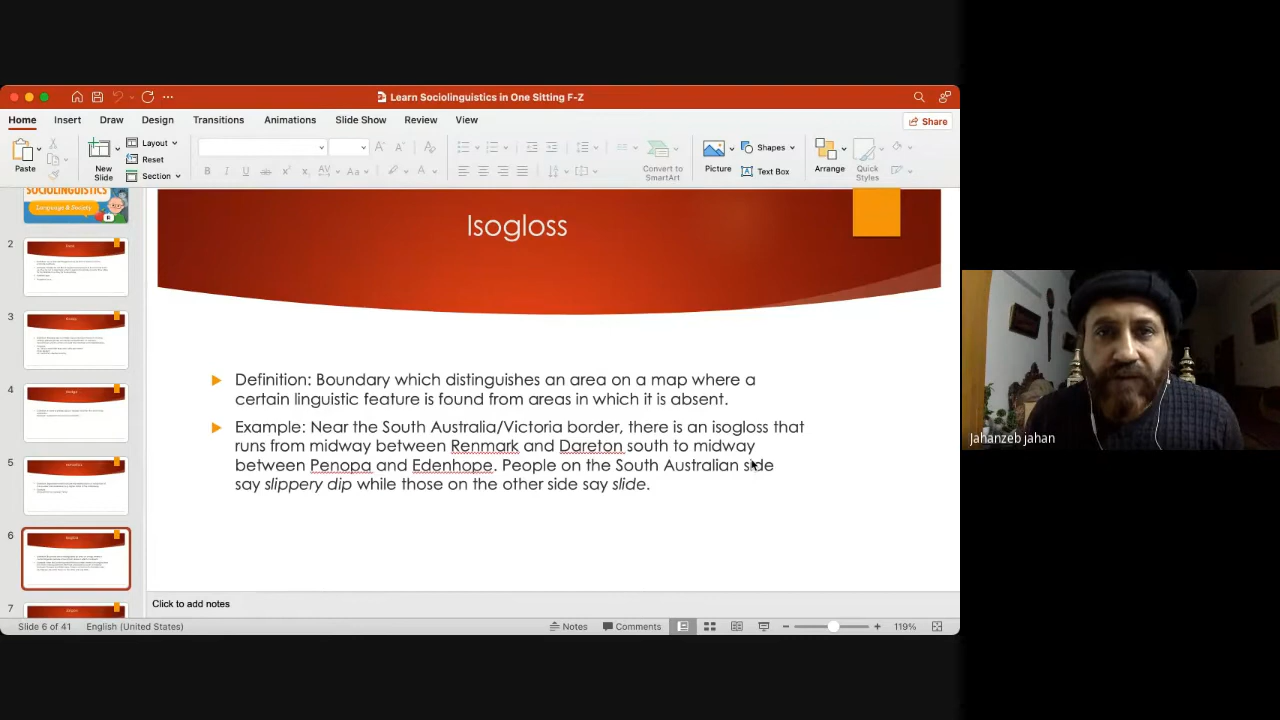 Learn Sociolinguistics in One Sitting F-Z
Home Insert Draw Design Transitions Animations Slide Show Review View
Share
Paste
New Slide
Layout
Reset
Section
Convert to SmartArt
Picture
Shapes
Text Box
Arrange
Quick Styles
SOCIOLINGUISTICS
Language & Society
2
3
4
5
6
7
Isogloss
Definition: Boundary which distinguishes an area on a map where a
certain linguistic feature is found from areas in which it is absent.
Example: Near the South Australia/Victoria border, there is an isogloss that
runs from midway between Renmark and Dareton south to midway
between Penopa and Edenhope. People on the South Australian side
say slippery dip while those on the other side say slide.
Click to add notes
Slide 6 of 41 English (United States) Notes Comments 119%
Jahanzeb jahan